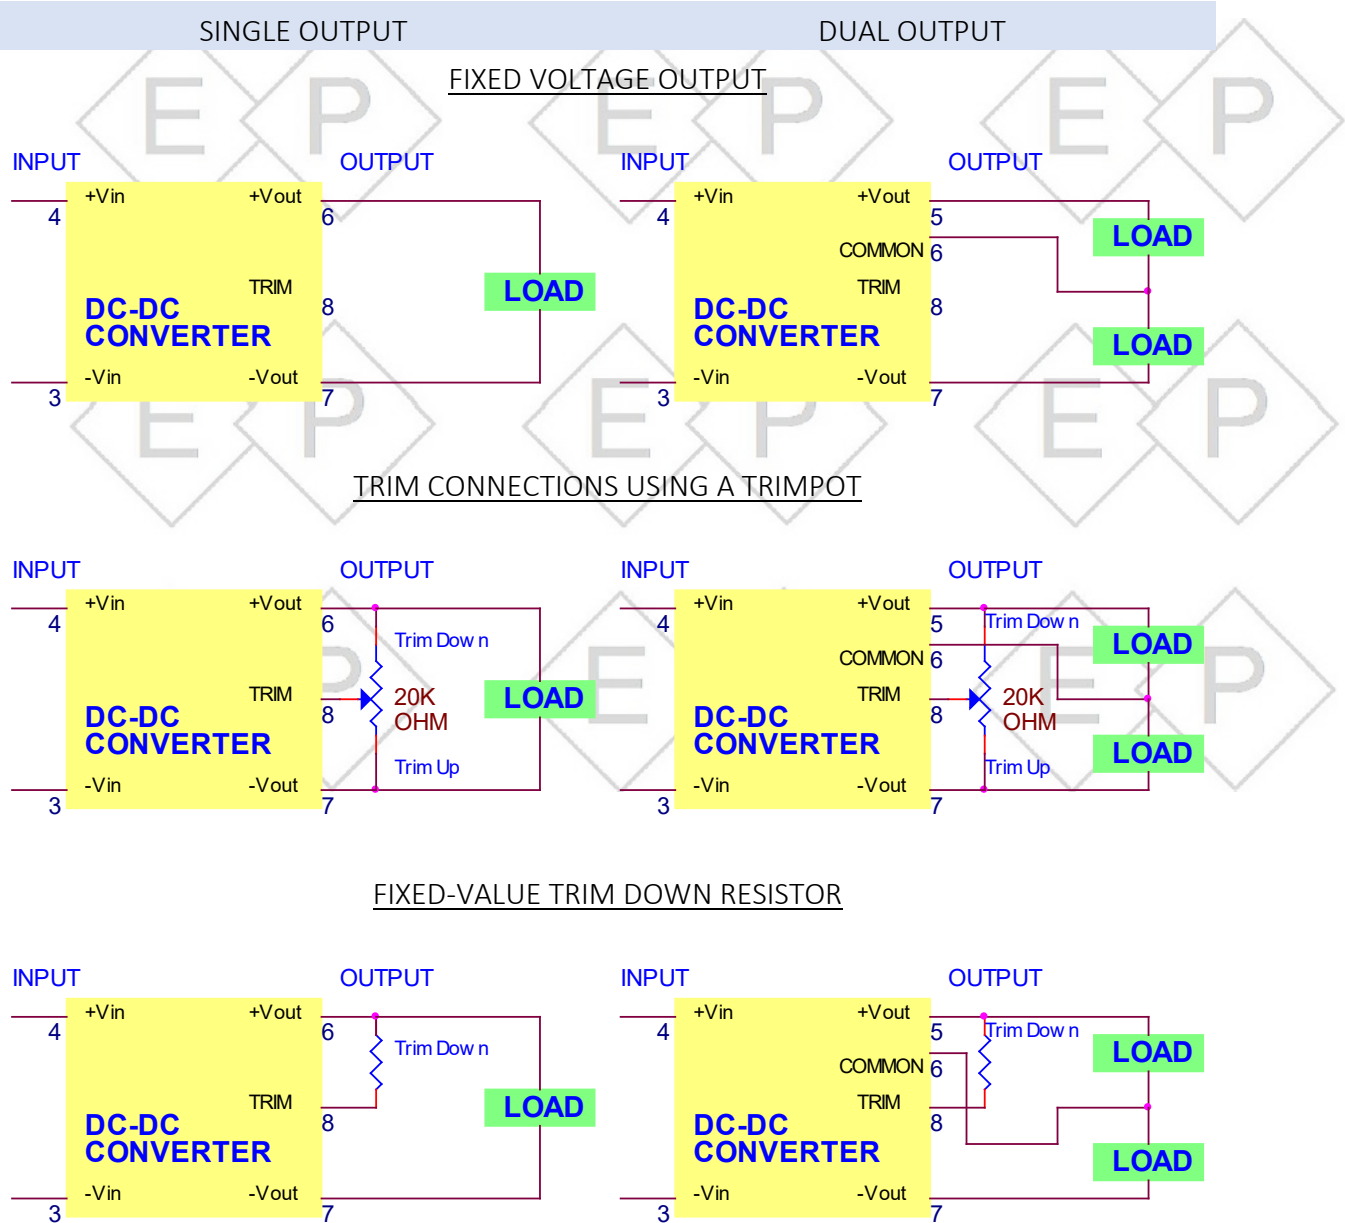 SINGLE OUTPUT
DUAL OUTPUT
FIXED VOLTAGE OUTPUT
E P E P E P
INPUT
OUTPUT
+Vin
+Vout
4
6
TRIM
8
DC-DC
CONVERTER
LOAD
-Vin
-Vout
3
7
INPUT
OUTPUT
+Vin
+Vout
4
5
COMMON 6
TRIM
8
DC-DC
CONVERTER
LOAD
LOAD
-Vin
-Vout
3
7
E P E P E P
TRIM CONNECTIONS USING A TRIMPOT
INPUT
OUTPUT
+Vin
+Vout
4
6
Trim Down
TRIM
8
20K
OHM
DC-DC
CONVERTER
LOAD
Trim Up
-Vin
-Vout
3
7
INPUT
OUTPUT
+Vin
+Vout
4
5
Trim Down
COMMON 6
TRIM
8
20K
OHM
DC-DC
CONVERTER
LOAD
LOAD
Trim Up
-Vin
-Vout
3
7
P E E P
FIXED-VALUE TRIM DOWN RESISTOR
INPUT
OUTPUT
+Vin
+Vout
4
6
Trim Down
TRIM
8
DC-DC
CONVERTER
LOAD
-Vin
-Vout
3
7
INPUT
OUTPUT
+Vin
+Vout
4
5
Trim Down
COMMON 6
TRIM
8
DC-DC
CONVERTER
LOAD
LOAD
-Vin
-Vout
3
7